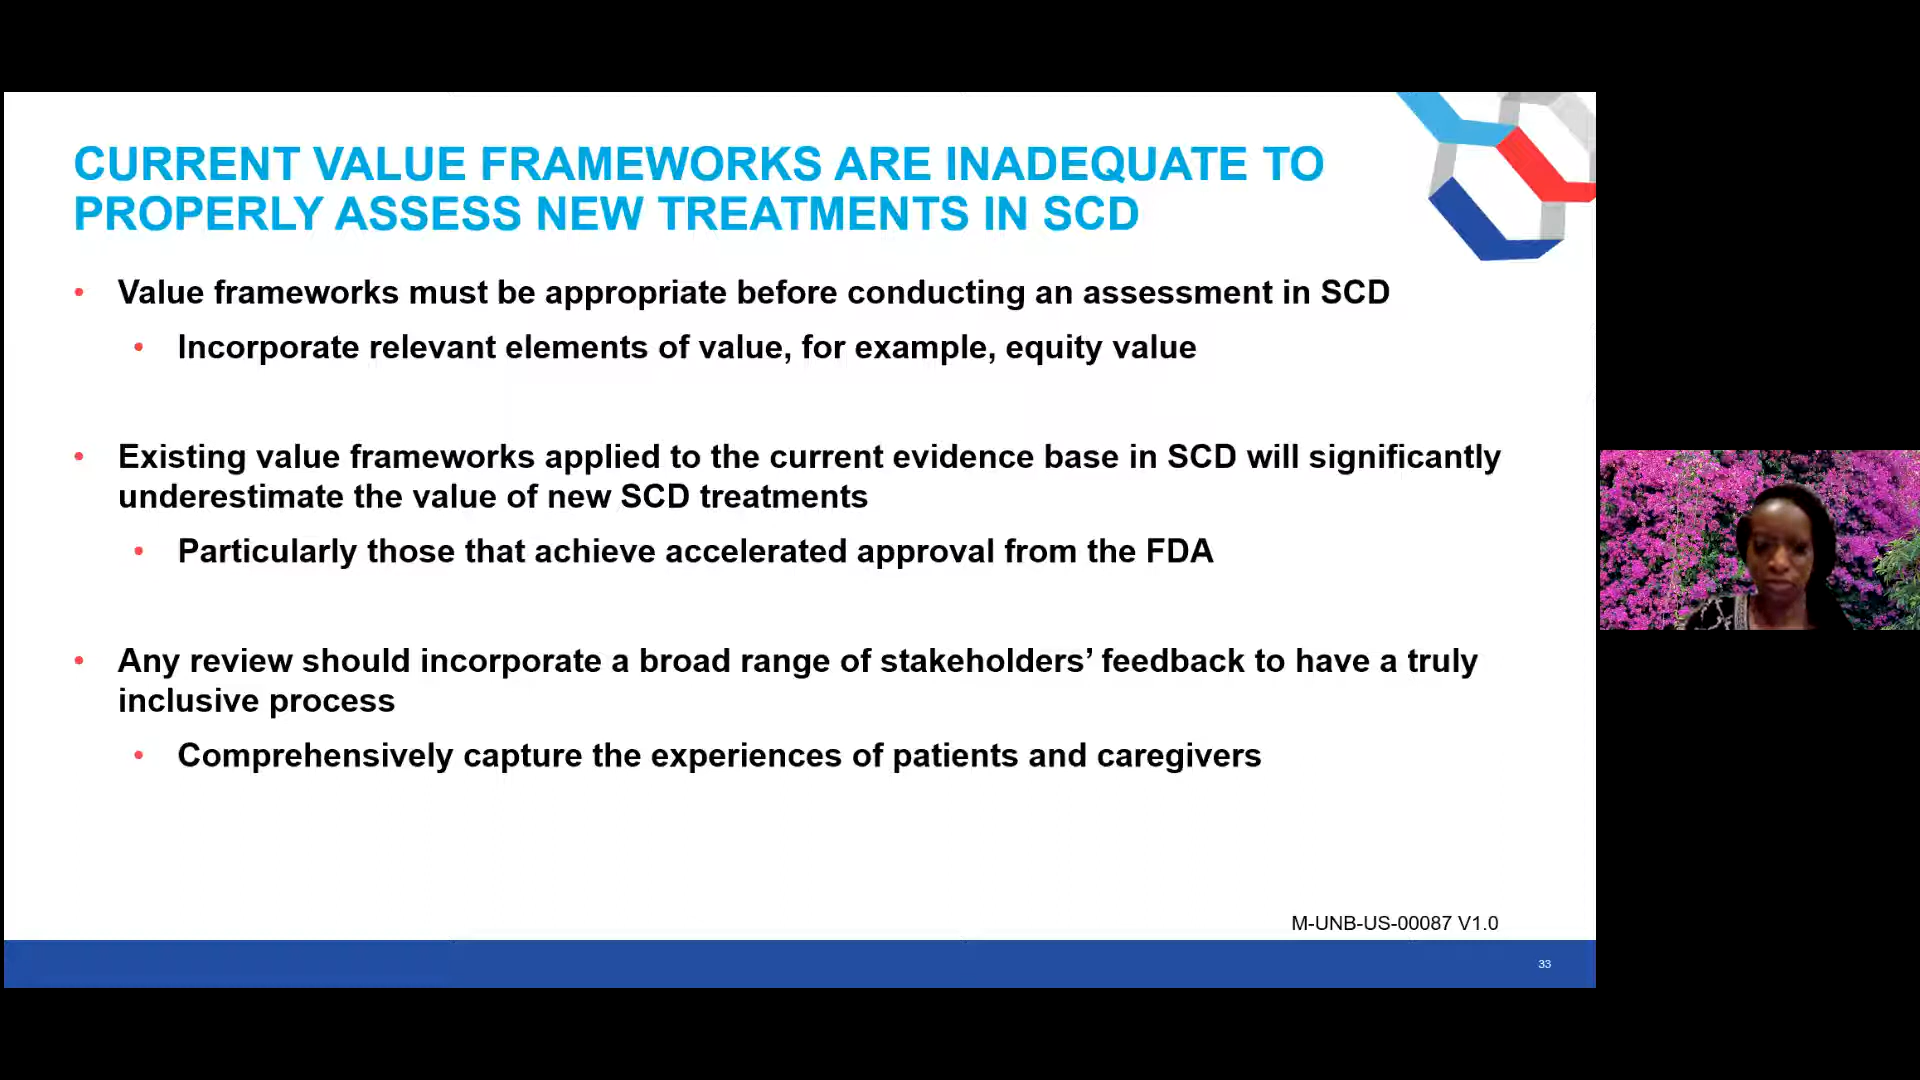 CURRENT VALUE FRAMEWORKS ARE INADEQUATE TO
PROPERLY ASSESS NEW TREATMENTS IN SCD
• Value frameworks must be appropriate before conducting an assessment in SCD
• Incorporate relevant elements of value, for example, equity value
• Existing value frameworks applied to the current evidence base in SCD will significantly
underestimate the value of new SCD treatments
• Particularly those that achieve accelerated approval from the FDA
• Any review should incorporate a broad range of stakeholders’ feedback to have a truly
inclusive process
• Comprehensively capture the experiences of patients and caregivers
M-UNB-US-00087 V1.0
33